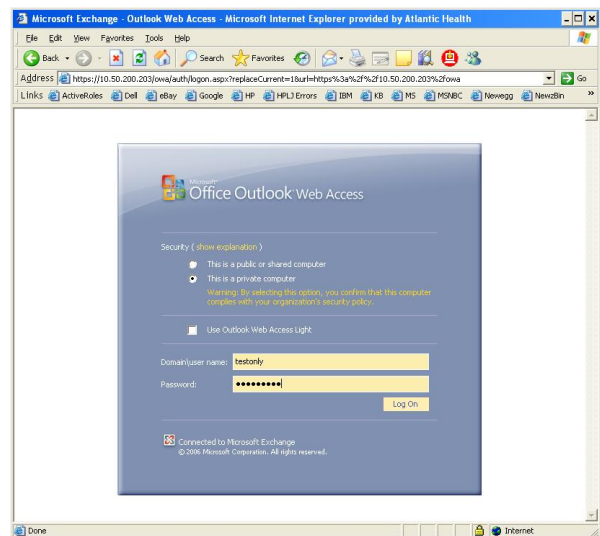 Microsoft Exchange - Outlook Web Access - Microsoft Internet Explorer provided by Atlantic Health
File Edit View Favorites Tools Help
Back Search Favorites
Address https://10.50.200.203/owa/auth/logon.aspx?replaceCurrent=1&url=https%3a%2f%2f10.50.200.203%2fowa Go
Links ActiveRoles Dell eBay Google HP HPLJ Errors IBM KB MS MSNBC Newegg NewzBin »
Microsoft
Office Outlook Web Access
Security ( show explanation )
This is a public or shared computer
This is a private computer
Warning: By selecting this option, you confirm that this computer
complies with your organization's security policy.
Use Outlook Web Access Light
Domain\user name: testonly
Password: ●●●●●●●●●
Log On
Connected to Microsoft Exchange
© 2006 Microsoft Corporation. All rights reserved.
Done Internet